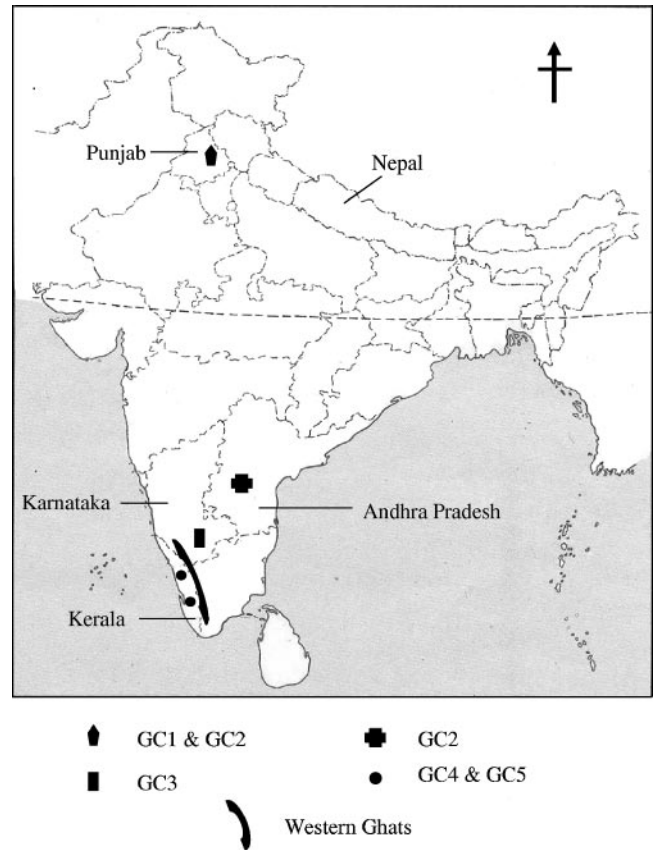 Punjab
Nepal
Karnataka
Andhra Pradesh
Kerala
GC1 & GC2
GC2
GC3
GC4 & GC5
Western Ghats